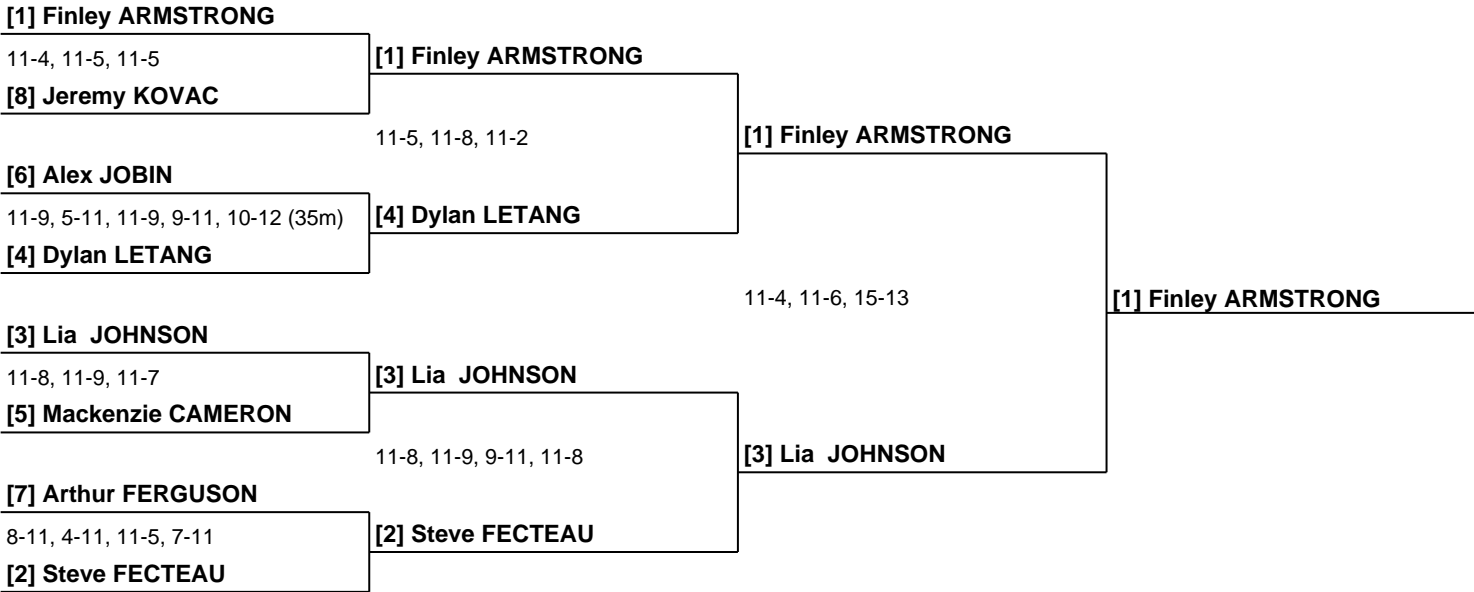 [1] Finley ARMSTRONG
11-4, 11-5, 11-5
[1] Finley ARMSTRONG
[8] Jeremy KOVAC
11-5, 11-8, 11-2
[1] Finley ARMSTRONG
[6] Alex JOBIN
11-9, 5-11, 11-9, 9-11, 10-12 (35m)
[4] Dylan LETANG
[4] Dylan LETANG
11-4, 11-6, 15-13
[1] Finley ARMSTRONG
[3] Lia  JOHNSON
11-8, 11-9, 11-7
[3] Lia  JOHNSON
[5] Mackenzie CAMERON
11-8, 11-9, 9-11, 11-8
[3] Lia  JOHNSON
[7] Arthur FERGUSON
8-11, 4-11, 11-5, 7-11
[2] Steve FECTEAU
[2] Steve FECTEAU